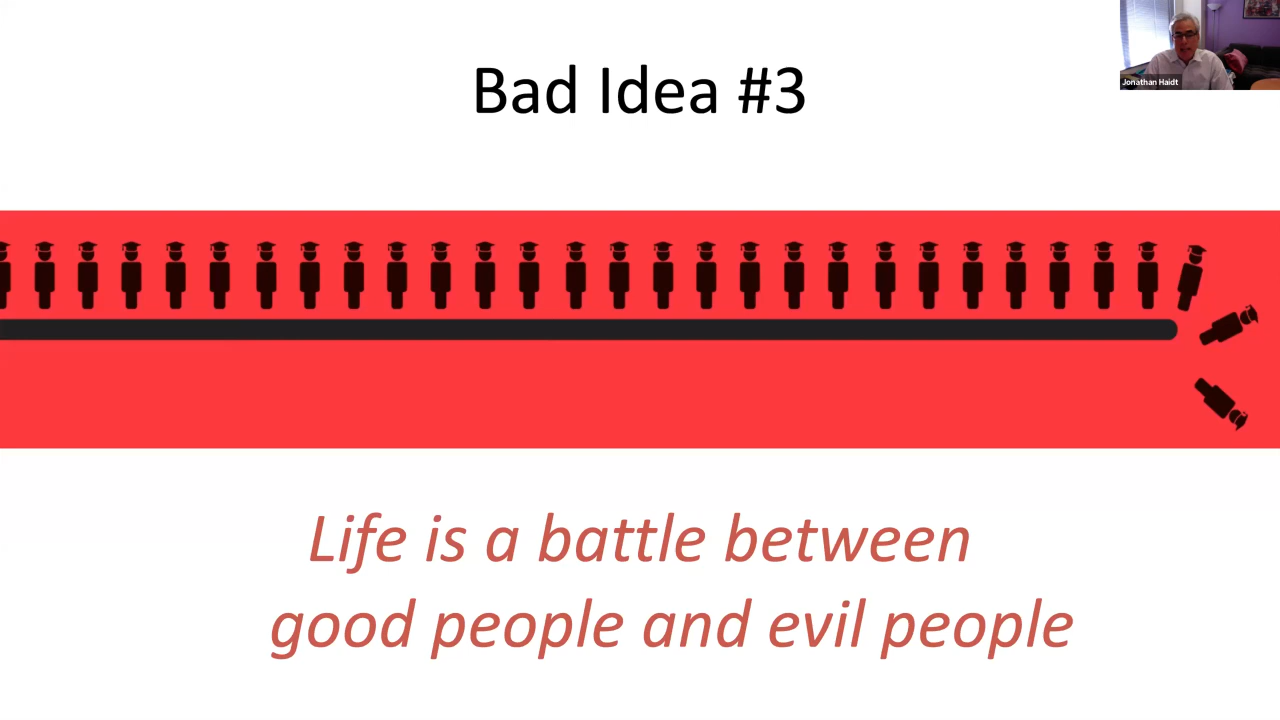 Jonathan Haidt
Bad Idea #3
Life is a battle between
good people and evil people